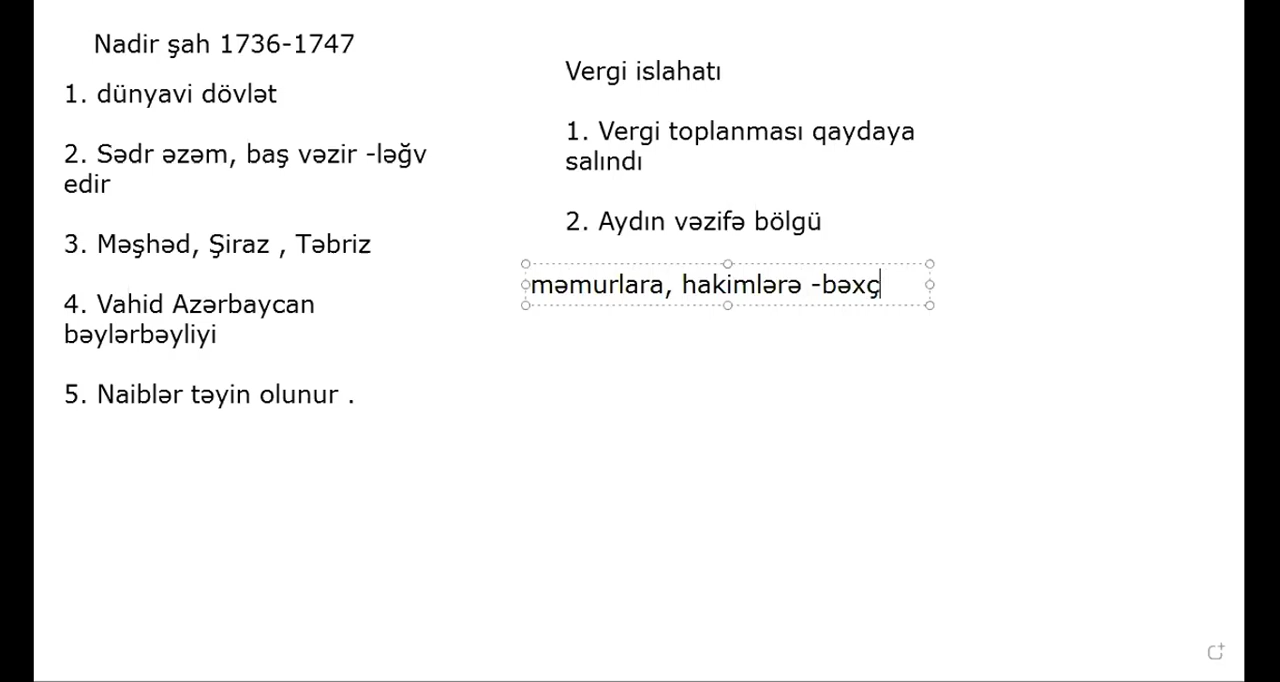 Nadir şah 1736-1747
1. dünyavi dövlət
2. Sədr əzəm, baş vəzir -ləğv
edir
3. Məşhəd, Şiraz , Təbriz
4. Vahid Azərbaycan
bəylərbəyliyi
5. Naiblər təyin olunur .
Vergi islahatı
1. Vergi toplanması qaydaya
salındı
2. Aydın vəzifə bölgü
məmurlara, hakimlərə -bəxç